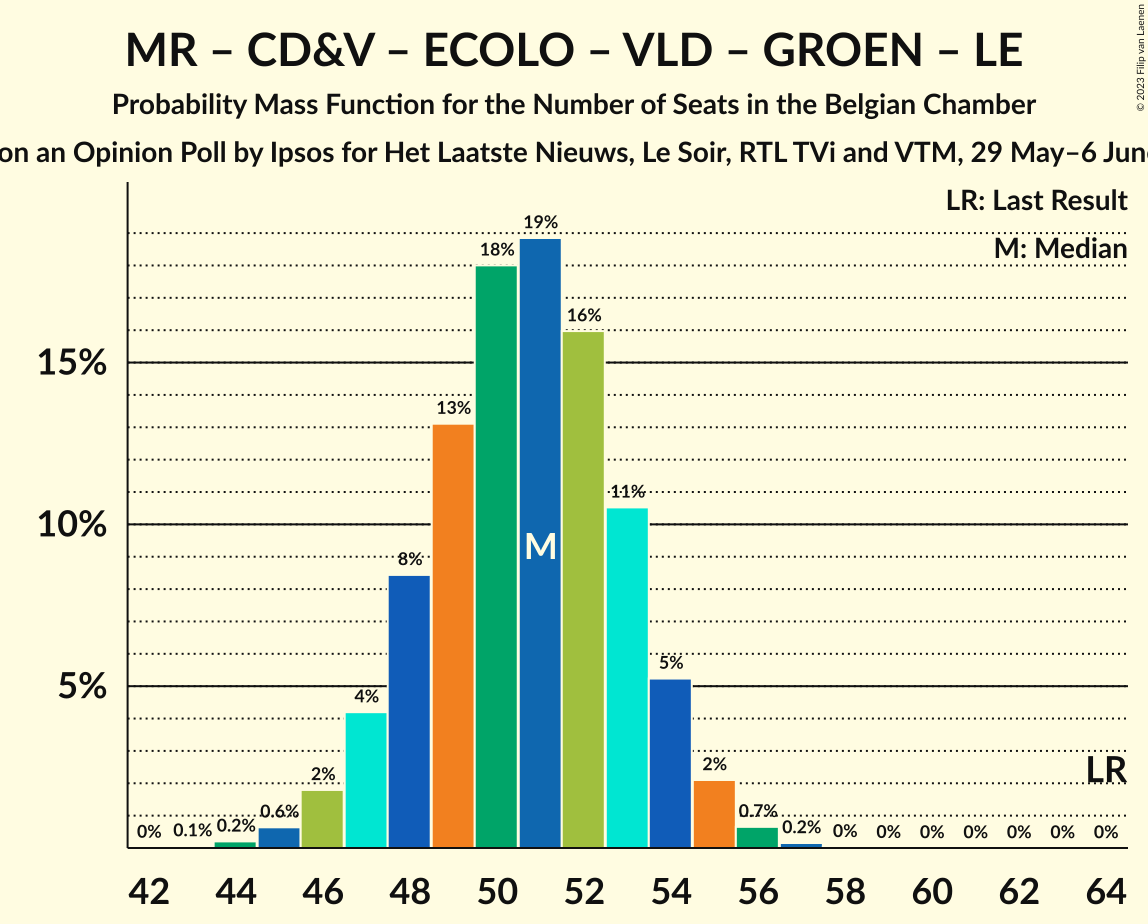 MR – CD&V – ECOLO – VLD – GROEN – LE
Probability Mass Function for the Number of Seats in the Belgian Chamber
on an Opinion Poll by Ipsos for Het Laatste Nieuws, Le Soir, RTL TVi and VTM, 29 May–6 June
© 2023 Filip van Laenen
LR: Last Result
M: Median
15%
10%
5%
0% 0.1% 0.2% 0.6% 2% 4% 8% 13% 18% 19% 16% 11% 5% 2% 0.7% 0.2% 0% 0% 0% 0% 0% 0% 0%
M
LR
42 44 46 48 50 52 54 56 58 60 62 64